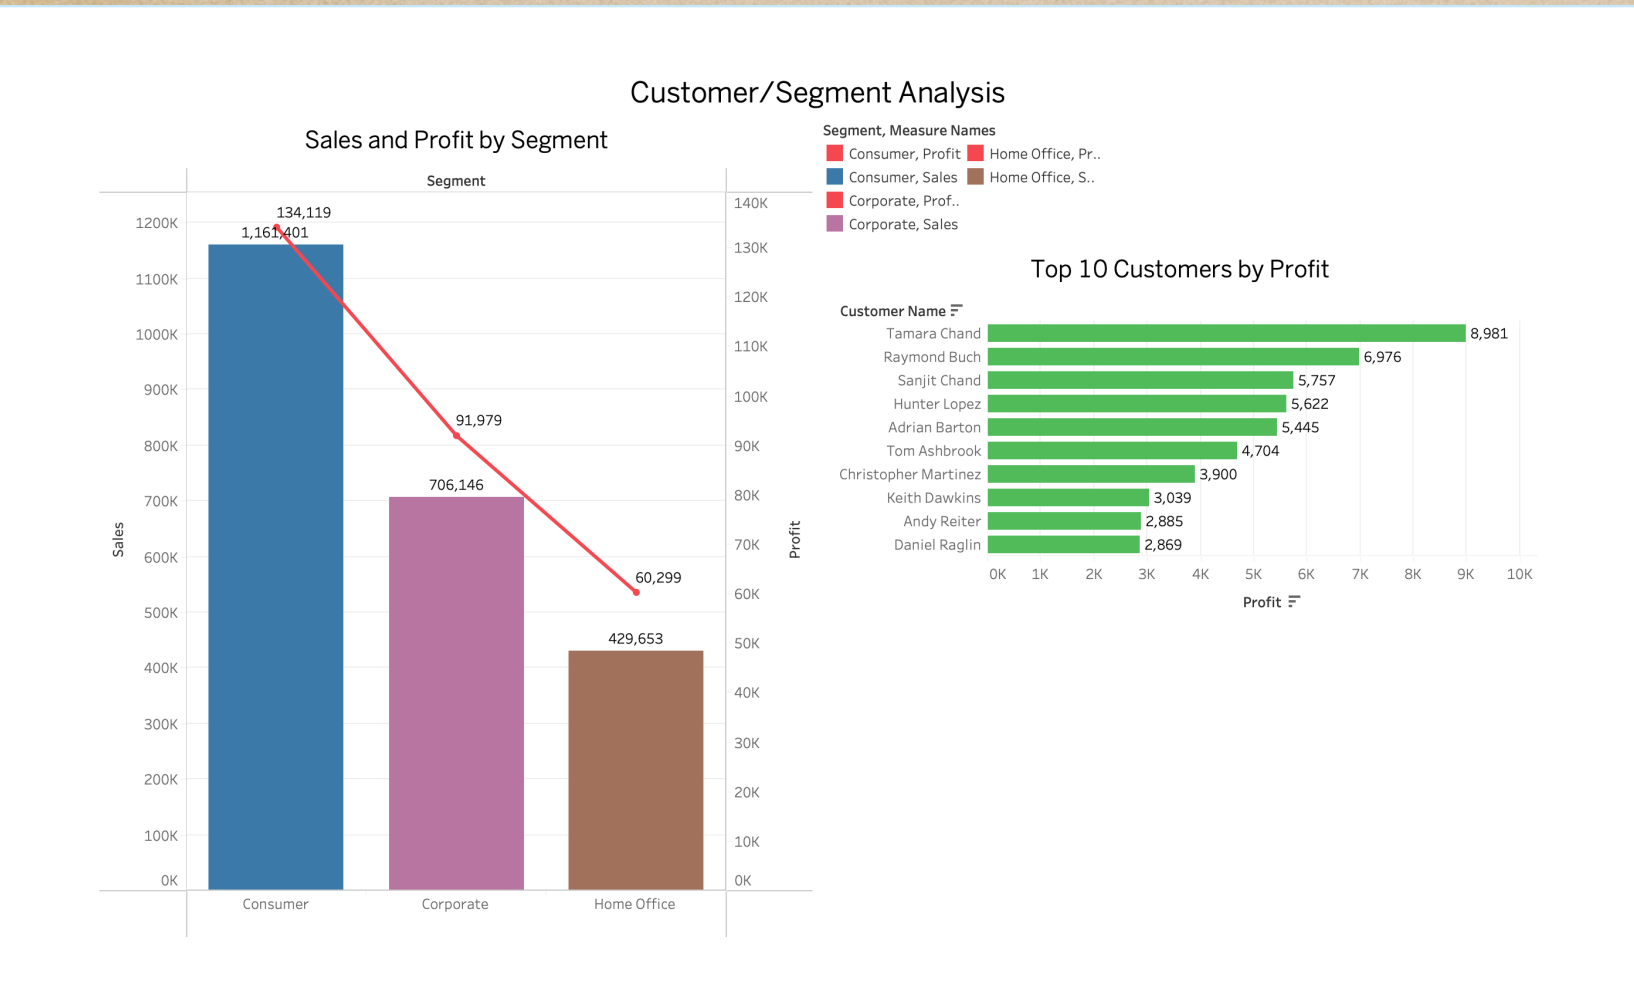 Customer/Segment Analysis
Sales and Profit by Segment
Segment
134,119
1,161,401
91,979
706,146
60,299
429,653
1200K
1100K
1000K
900K
800K
700K
600K
500K
400K
300K
200K
100K
0K
Sales
140K
130K
120K
110K
100K
90K
80K
70K
60K
50K
40K
30K
20K
10K
0K
Profit
Consumer Corporate Home Office
Segment, Measure Names
Consumer, Profit Home Office, Pr..
Consumer, Sales Home Office, S..
Corporate, Prof..
Corporate, Sales
Top 10 Customers by Profit
Customer Name
Tamara Chand 8,981
Raymond Buch 6,976
Sanjit Chand 5,757
Hunter Lopez 5,622
Adrian Barton 5,445
Tom Ashbrook 4,704
Christopher Martinez 3,900
Keith Dawkins 3,039
Andy Reiter 2,885
Daniel Raglin 2,869
0K 1K 2K 3K 4K 5K 6K 7K 8K 9K 10K
Profit